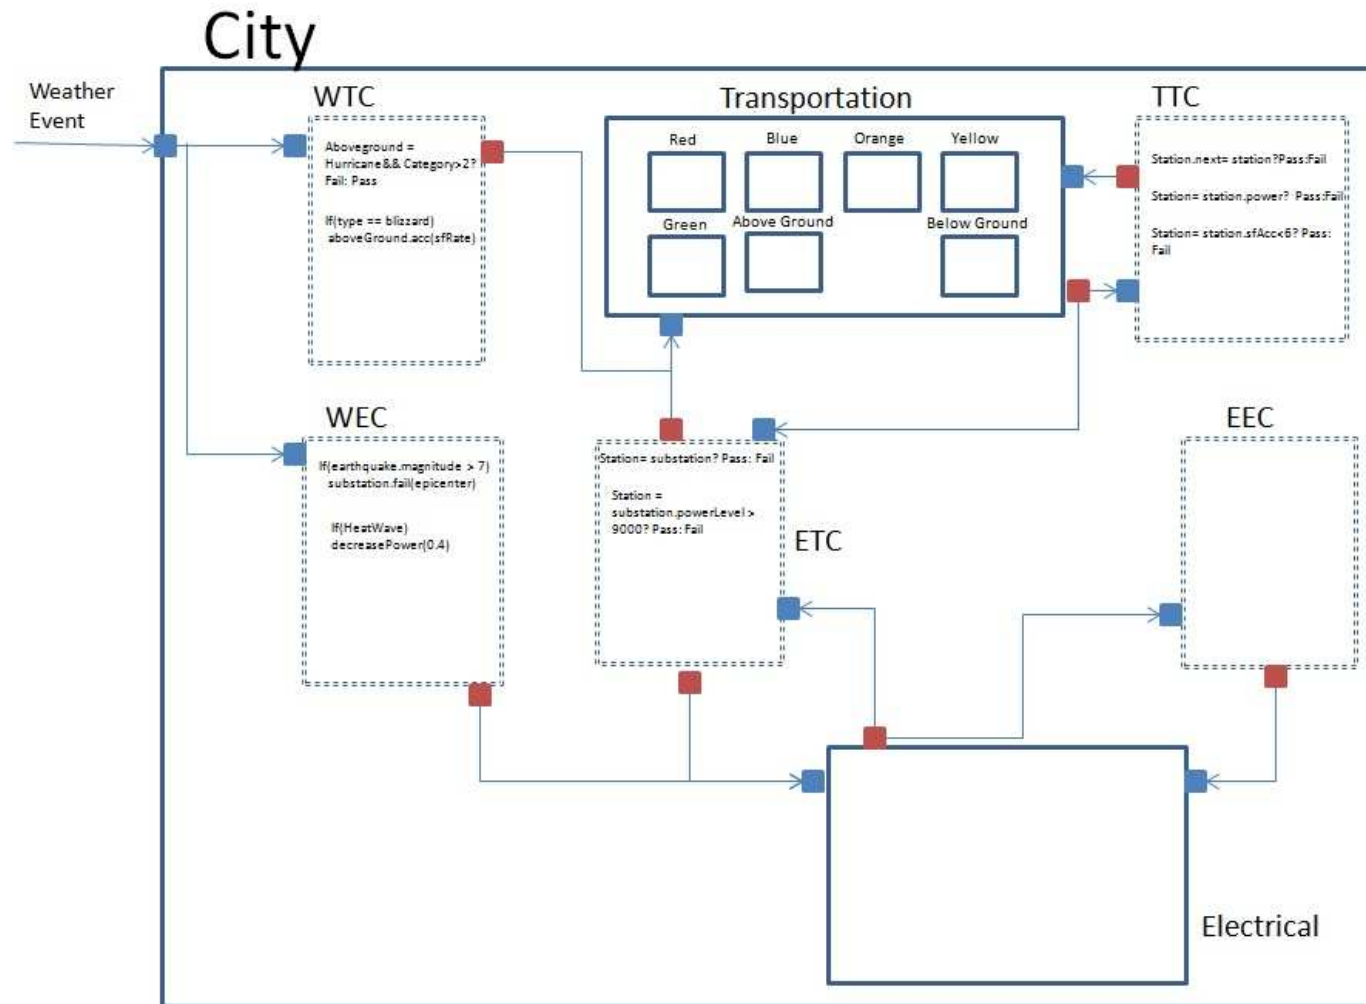 City
Weather
Event
WTC
Aboveground =
Hurricane&& Category>2?
Fail: Pass
If(type == blizzard)
aboveGround.acc(sfRate)
Transportation
Red
Blue
Orange
Yellow
Green
Above Ground
Below Ground
TTC
Station.next= station?Pass:Fail
Station= station.power? Pass:Fail
Station= station.sfAcc<6? Pass:
Fail
WEC
If(earthquake.magnitude > 7)
substation.fail(epicenter)
If(HeatWave)
decreasePower(0.4)
Station= substation? Pass: Fail
Station =
substation.powerLevel >
9000? Pass: Fail
ETC
EEC
Electrical